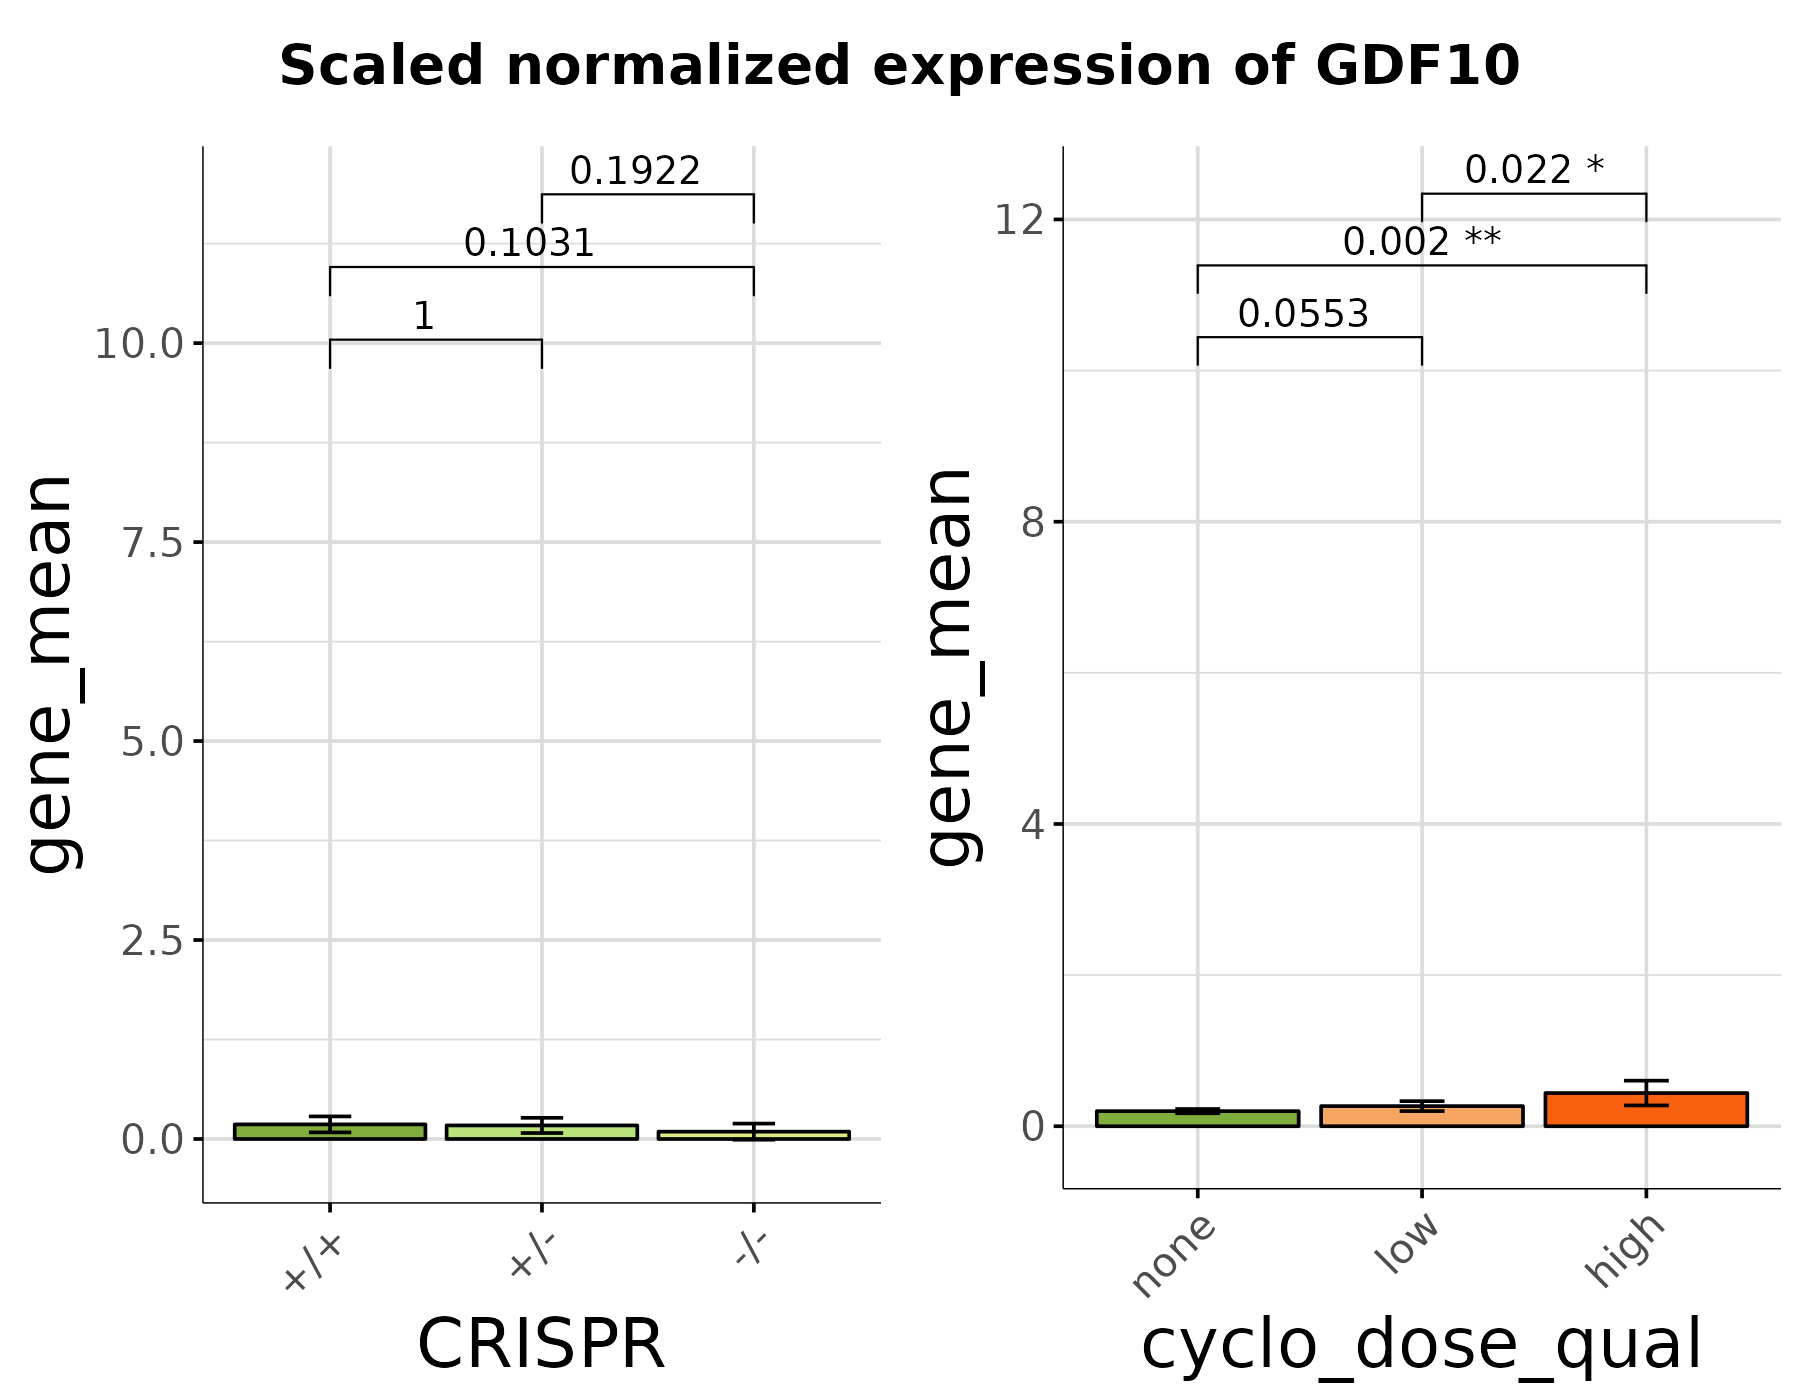 Scaled normalized expression of GDF10
gene_mean
10.0
7.5
5.0
2.5
0.0
0.1922
0.1031
1
+/+
+/-
-/-
CRISPR
gene_mean
12
8
4
0
0.022 *
0.002 **
0.0553
none
low
high
cyclo_dose_qual